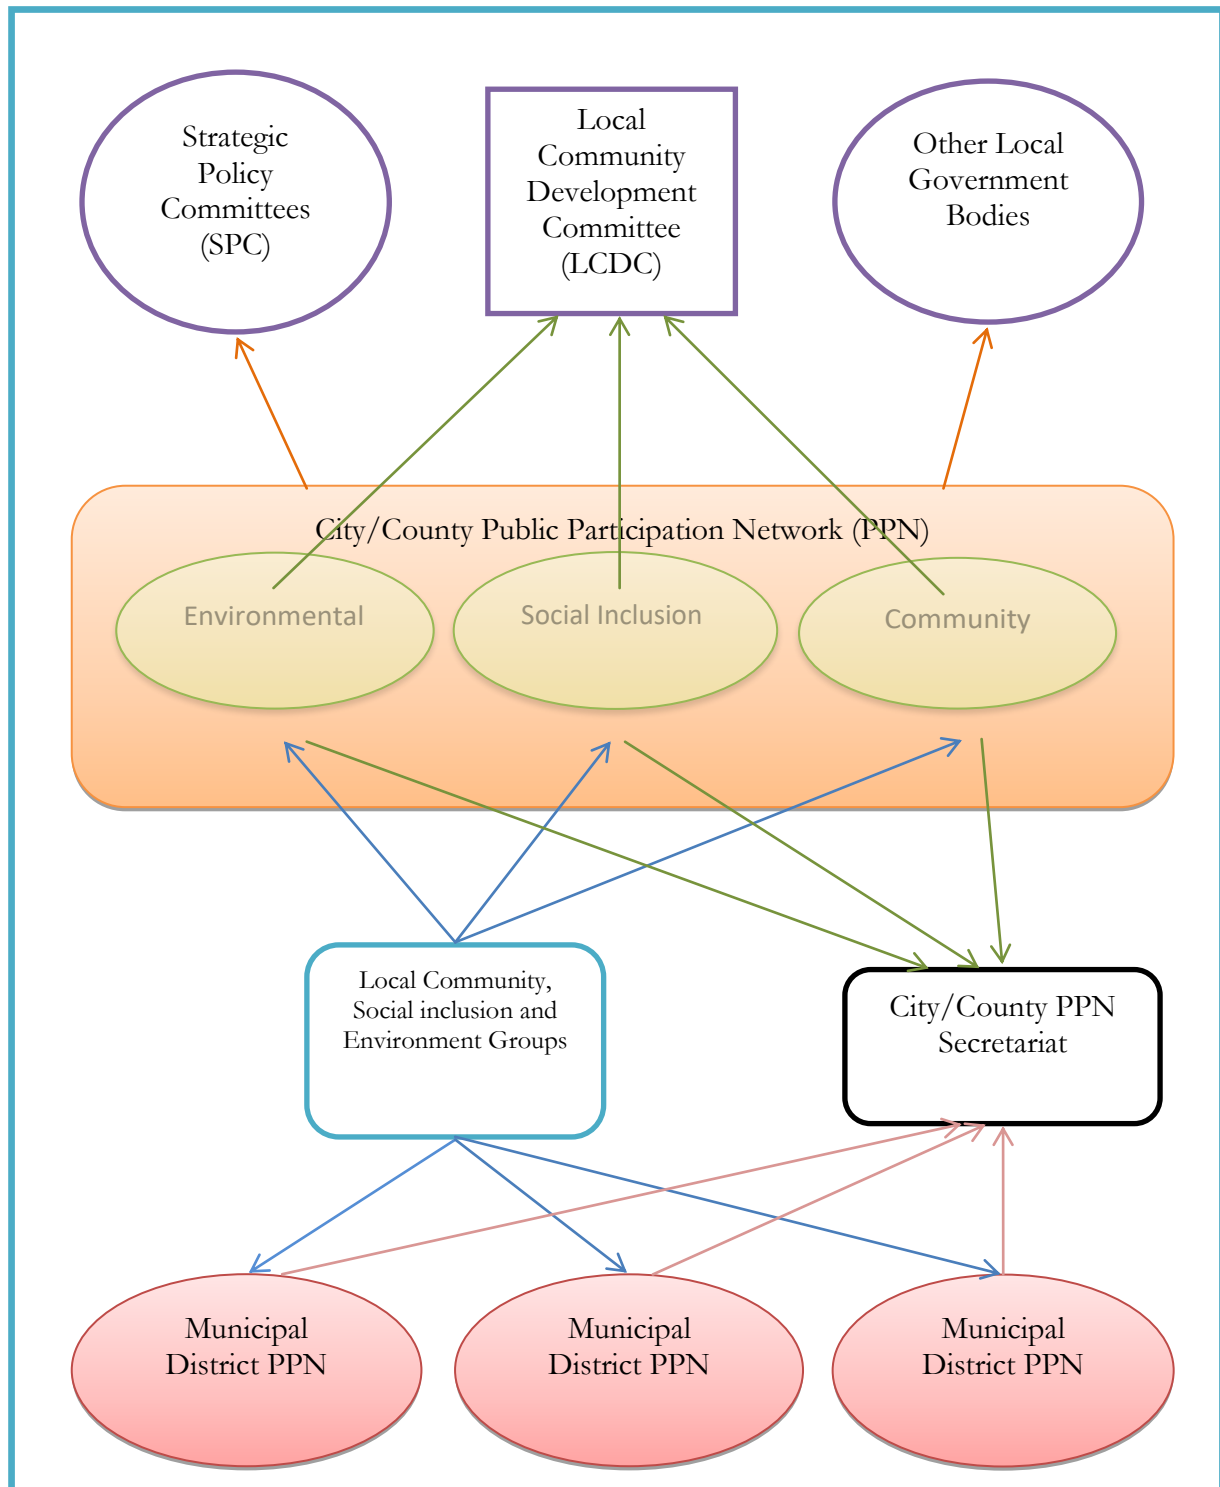 Strategic
Policy
Committees
(SPC)
Local
Community
Development
Committee
(LCDC)
Other Local
Government
Bodies
City/County Public Participation Network (PPN)
Environmental
Social Inclusion
Community
Local Community,
Social inclusion and
Environment Groups
City/County PPN
Secretariat
Municipal
District PPN
Municipal
District PPN
Municipal
District PPN